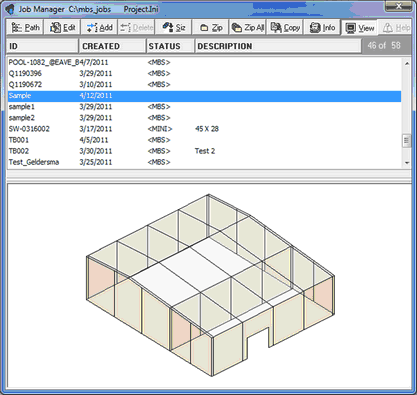 Job Manager C:\mbs_jobs Project.Ini
Path Edit Add Delete Siz Zip Zip All Copy Info View Help
ID CREATED STATUS DESCRIPTION 46 of 58
POOL-1082_@EAVE_B4/7/2011 <MBS>
Q1190396 3/29/2011 <MBS>
Q1190672 3/10/2011 <MBS>
Sample 4/12/2011
sample1 3/29/2011 <MBS>
sample2 3/29/2011 <MBS>
SW-0316002 3/17/2011 <MINI> 45 X 28
TB001 4/5/2011 <MBS>
TB002 3/30/2011 <MBS> Test 2
Test_Geldersma 3/25/2011 <MBS>